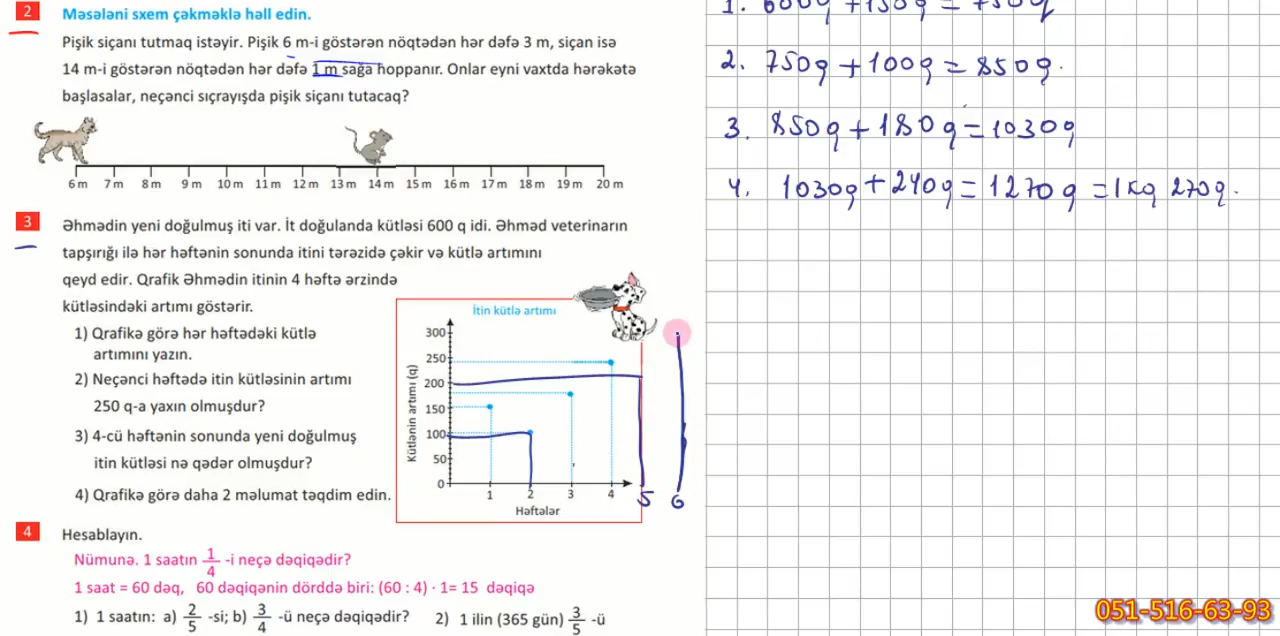 2 Məsələni sxem çəkməklə həll edin.
Pişik siçanı tutmaq istəyir. Pişik 6 m-i göstərən nöqtədən hər dəfə 3 m, siçan isə
14 m-i göstərən nöqtədən hər dəfə 1 m sağa hoppanır. Onlar eyni vaxtda hərəkətə
başlasalar, neçənci sıçrayışda pişik siçanı tutacaq?
6 m 7 m 8 m 9 m 10 m 11 m 12 m 13 m 14 m 15 m 16 m 17 m 18 m 19 m 20 m
3 Əhmədin yeni doğulmuş iti var. İt doğulanda kütləsi 600 q idi. Əhməd veterinarın
tapşırığı ilə hər həftənin sonunda itini tərəzidə çəkir və kütlə artımını
qeyd edir. Qrafik Əhmədin itinin 4 həftə ərzində
kütləsindəki artımı göstərir.
1) Qrafikə görə hər həftədəki kütlə
artımını yazın.
2) Neçənci həftədə itin kütləsinin artımı
250 q-a yaxın olmuşdur?
3) 4-cü həftənin sonunda yeni doğulmuş
itin kütləsi nə qədər olmuşdur?
4) Qrafikə görə daha 2 məlumat təqdim edin.
İtin kütlə artımı
Kütlənin artımı (q)
300
250
200
150
100
50
0
1 2 3 4 5 6
Həftələr
4 Hesablayın.
Nümunə. 1 saatın 1/4 -i neçə dəqiqədir?
1 saat = 60 dəq, 60 dəqiqənin dörddə biri: (60 : 4) · 1= 15 dəqiqə
1) 1 saatın: a) 2/5 -si; b) 3/4 -ü neçə dəqiqədir? 2) 1 ilin (365 gün) 3/5 -ü
1. 600q + 150q = 750q
2. 750q + 100q = 850q.
3. 850q + 180q = 1030q
4. 1030q + 240q = 1270q = 1kq 270q.
051-516-63-93